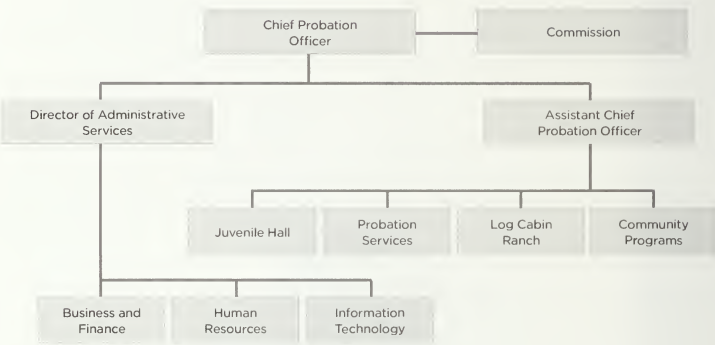 Chief Probation
Officer
Commission
Director of Administrative
Services
Assistant Chief
Probation Officer
Juvenile Hall
Probation
Services
Log Cabin
Ranch
Community
Programs
Business and
Finance
Human
Resources
Information
Technology